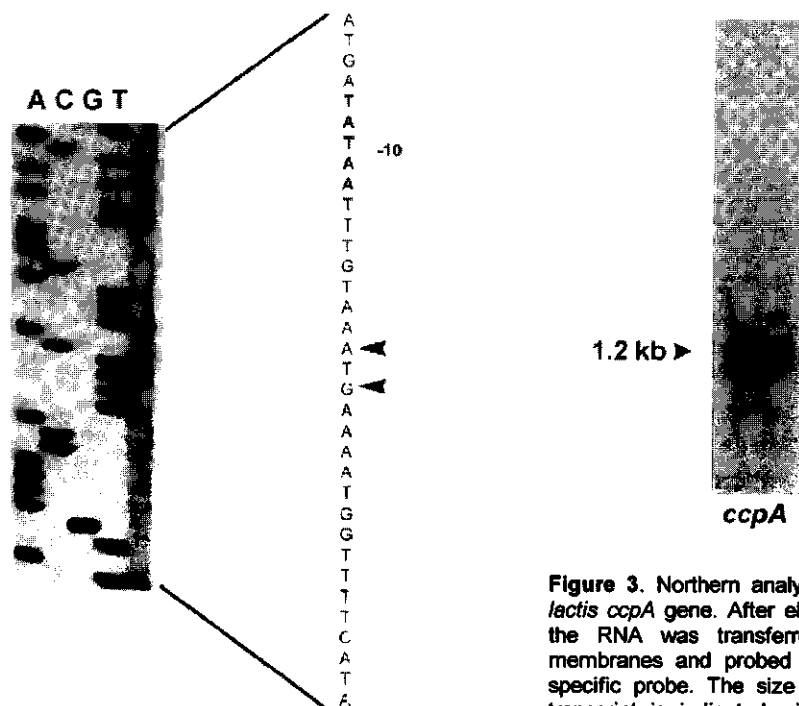 A C G T
A
T
G
A
T
A
T
A
A
T
T
T
G
T
A
A
A
T
G
A
A
A
A
T
G
G
T
T
T
T
C
A
T
A
-10
1.2 kb
ccpA
Figure 3. Northern analy
lactis ccpA gene. After el
the RNA was transferr
membranes and probed
specific probe. The size